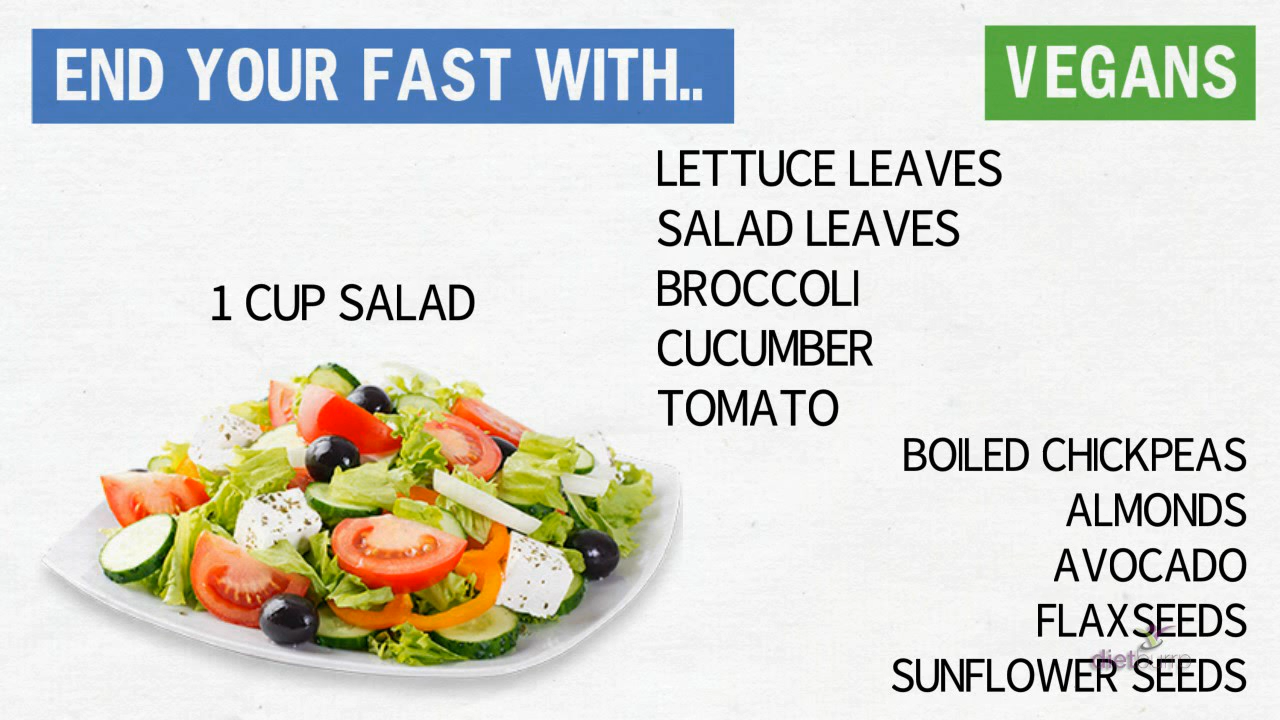 END YOUR FAST WITH..
VEGANS
1 CUP SALAD
LETTUCE LEAVES
SALAD LEAVES
BROCCOLI
CUCUMBER
TOMATO
BOILED CHICKPEAS
ALMONDS
AVOCADO
FLAXSEEDS
SUNFLOWER SEEDS